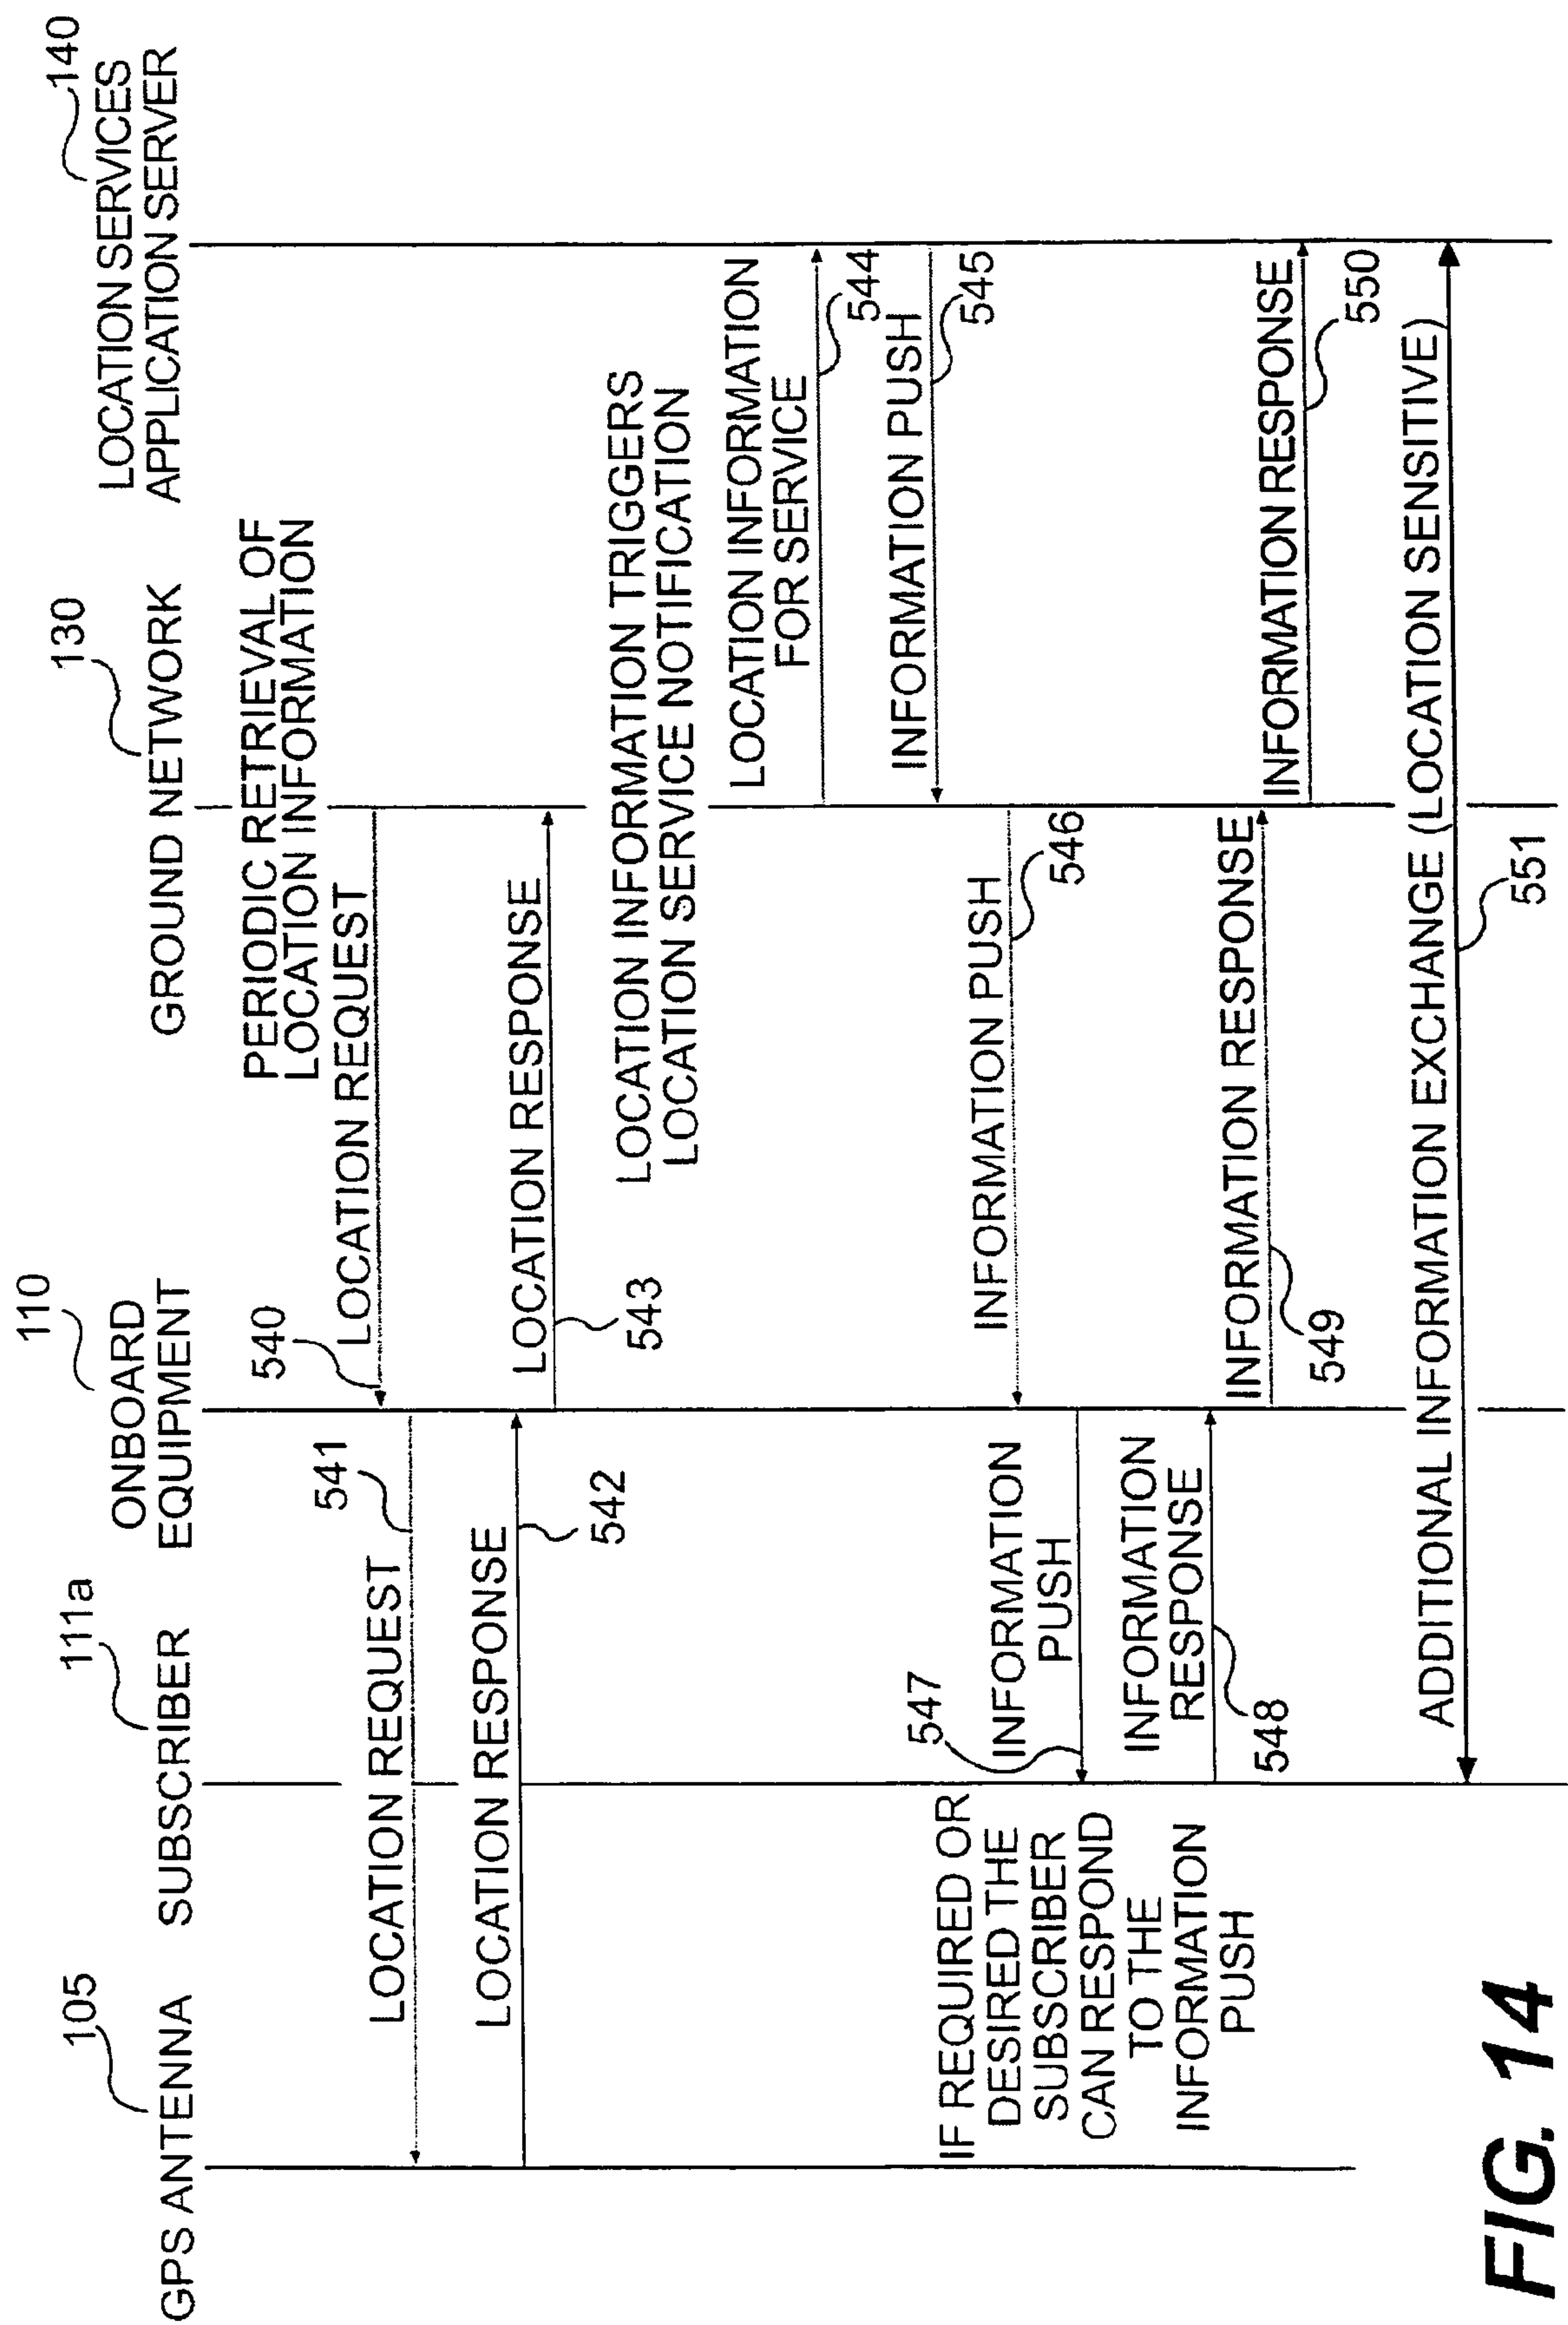 140
LOCATION SERVICES
APPLICATION SERVER
130
GROUND NETWORK
110
ONBOARD
EQUIPMENT
111a
SUBSCRIBER
105
GPS ANTENNA
PERIODIC RETRIEVAL OF
LOCATION INFORMATION
540
LOCATION REQUEST
541
LOCATION REQUEST
LOCATION RESPONSE
542
LOCATION RESPONSE
543
LOCATION INFORMATION TRIGGERS
LOCATION SERVICE NOTIFICATION
LOCATION INFORMATION
FOR SERVICE
544
INFORMATION PUSH
545
INFORMATION PUSH
546
547
INFORMATION
PUSH
IF REQUIRED OR
DESIRED THE
SUBSCRIBER
CAN RESPOND
TO THE
INFORMATION
PUSH
INFORMATION
RESPONSE
548
INFORMATION RESPONSE
549
INFORMATION RESPONSE
550
ADDITIONAL INFORMATION EXCHANGE (LOCATION SENSITIVE)
551
FIG. 14